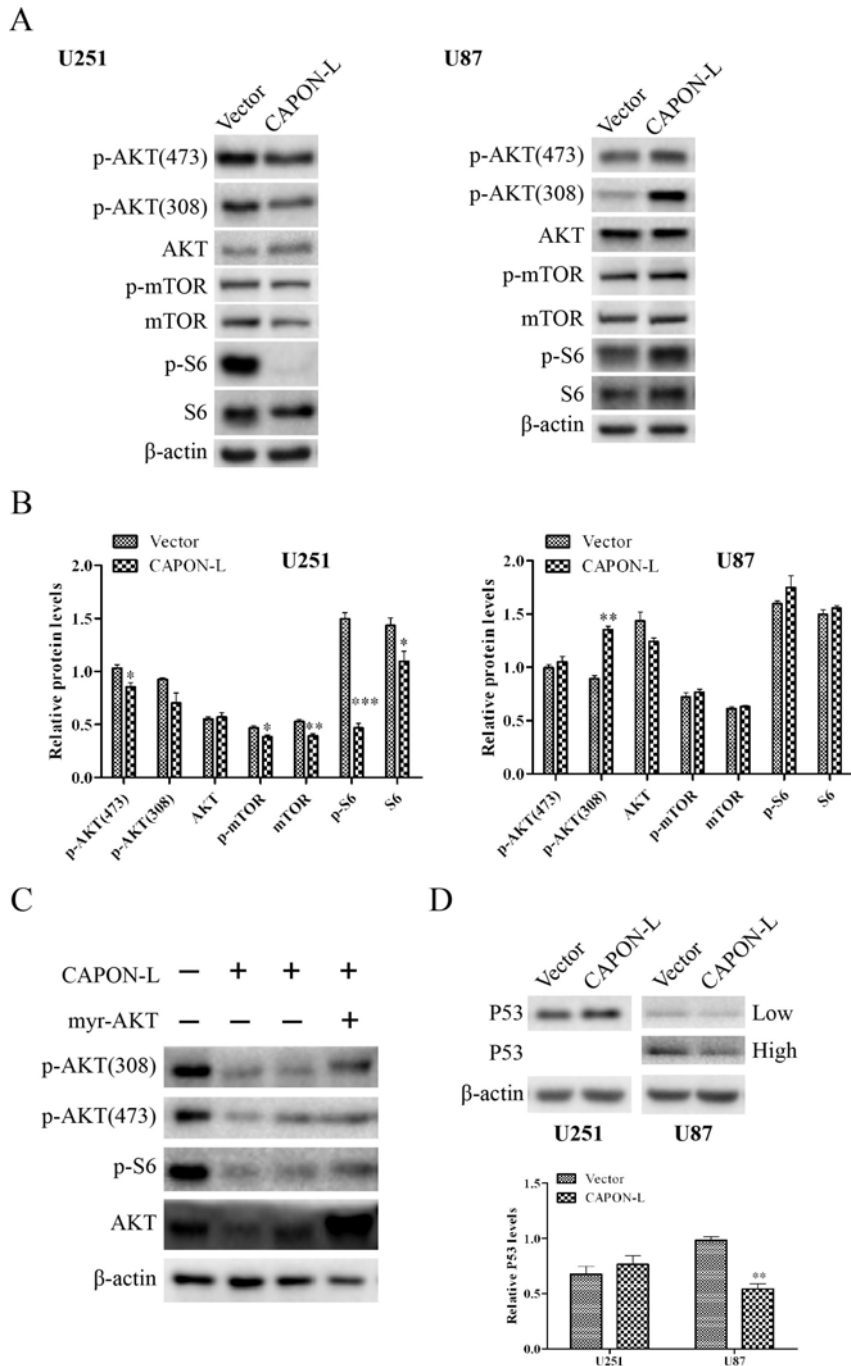 A
U251
Vector CAPON-L
p-AKT(473)
p-AKT(308)
AKT
p-mTOR
mTOR
p-S6
S6
β-actin
U87
Vector CAPON-L
p-AKT(473)
p-AKT(308)
AKT
p-mTOR
mTOR
p-S6
S6
β-actin
B
Vector
CAPON-L
U251
Relative protein levels
2.0
1.5
1.0
0.5
0.0
*
*
**
***
*
p-AKT(473) p-AKT(308) AKT p-mTOR mTOR p-S6 S6
Vector
CAPON-L
U87
Relative protein levels
2.0
1.5
1.0
0.5
0.0
**
p-AKT(473) p-AKT(308) AKT p-mTOR mTOR p-S6 S6
C
CAPON-L − + + +
myr-AKT − − − +
p-AKT(308)
p-AKT(473)
p-S6
AKT
β-actin
D
Vector CAPON-L Vector CAPON-L
P53 Low
P53 High
β-actin
U251 U87
Vector
CAPON-L
Relative P53 levels
1.5
1.0
0.5
0.0
**
U251 U87